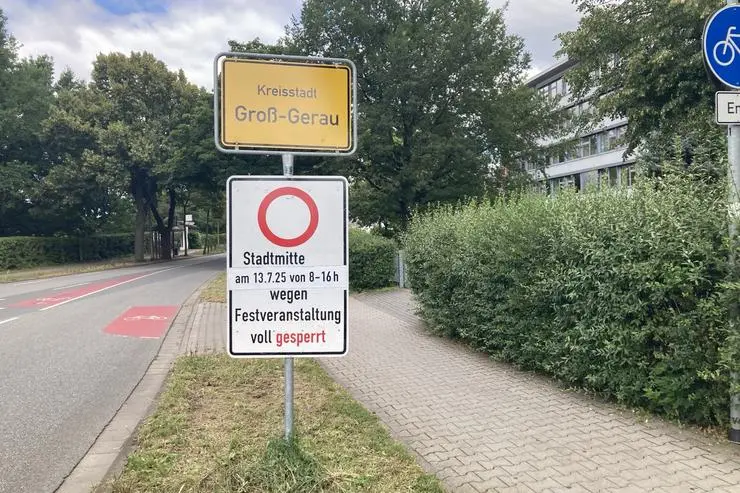 Kreisstadt
Groß-Gerau
Stadtmitte
am 13.7.25 von 8-16h
wegen
Festveranstaltung
voll gesperrt